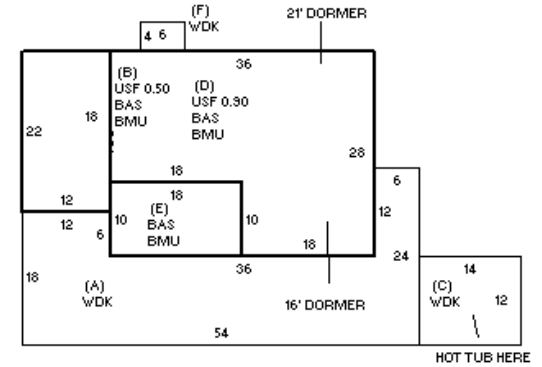 (F)
WDK
21' DORMER
4 6
36
(B)
USF 0.50
BAS
BMU
(D)
USF 0.90
BAS
BMU
18
22
28
18
18
6
12
12
(E)
BAS
BMU
10
10
12
6
18
36
24
14
18
(A)
WDK
16' DORMER
(C)
WDK
12
54
HOT TUB HERE